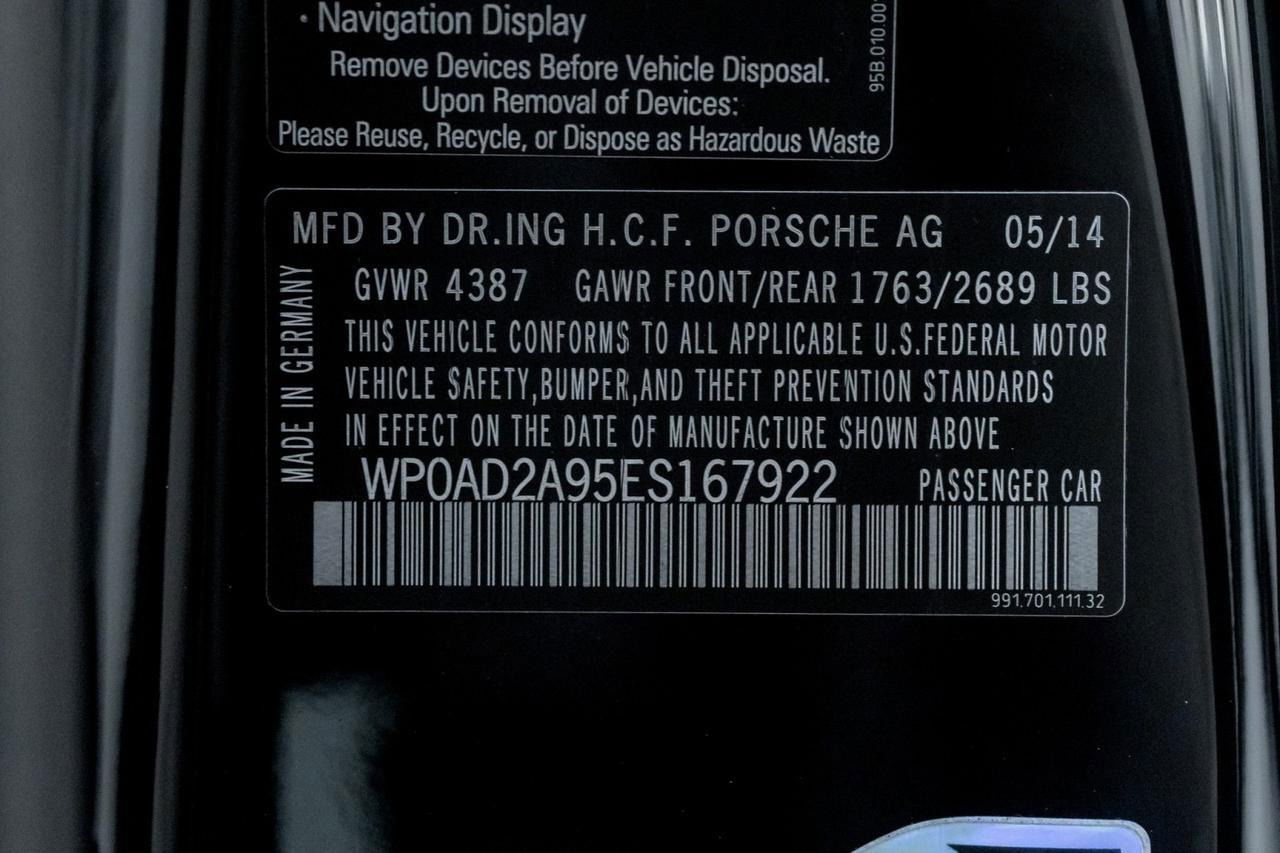 · Navigation Display
Remove Devices Before Vehicle Disposal.
Upon Removal of Devices:
Please Reuse, Recycle, or Dispose as Hazardous Waste
95B.010.00
MFD BY DR.ING H.C.F. PORSCHE AG 05/14
GVWR 4387 GAWR FRONT/REAR 1763/2689 LBS
MADE IN GERMANY
THIS VEHICLE CONFORMS TO ALL APPLICABLE U.S.FEDERAL MOTOR
VEHICLE SAFETY,BUMPER,AND THEFT PREVENTION STANDARDS
IN EFFECT ON THE DATE OF MANUFACTURE SHOWN ABOVE
WP0AD2A95ES167922 PASSENGER CAR
991.701.111.32